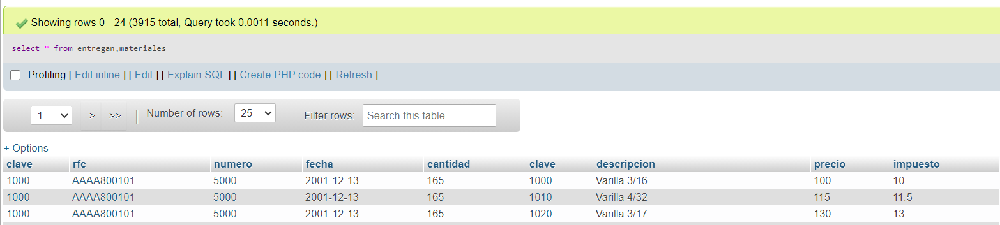 Showing rows 0 - 24 (3915 total, Query took 0.0011 seconds.)
select * from entregan,materiales
Profiling [ Edit inline ] [ Edit ] [ Explain SQL ] [ Create PHP code ] [ Refresh ]
1 > >> | Number of rows: 25 Filter rows: Search this table
+ Options
clave rfc numero fecha cantidad clave descripcion precio impuesto
1000 AAAA800101 5000 2001-12-13 165 1000 Varilla 3/16 100 10
1000 AAAA800101 5000 2001-12-13 165 1010 Varilla 4/32 115 11.5
1000 AAAA800101 5000 2001-12-13 165 1020 Varilla 3/17 130 13